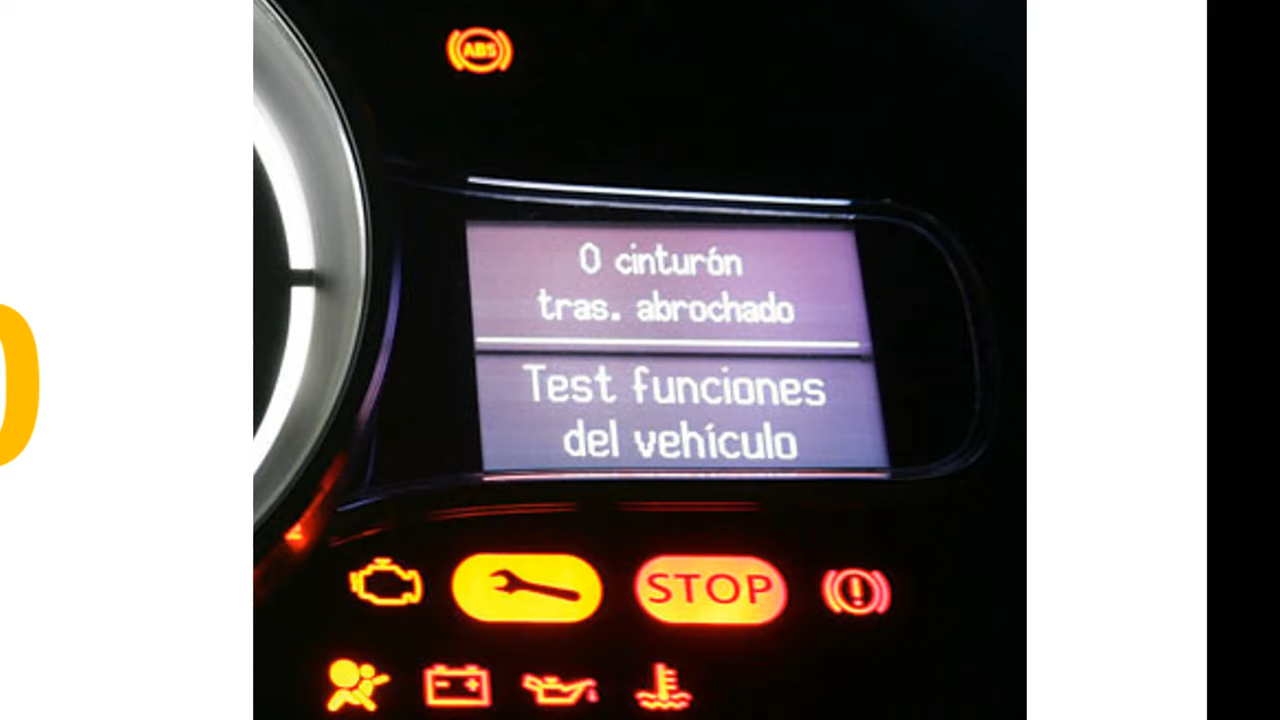 ABS
0 cinturón
tras. abrochado
Test funciones
del vehículo
STOP